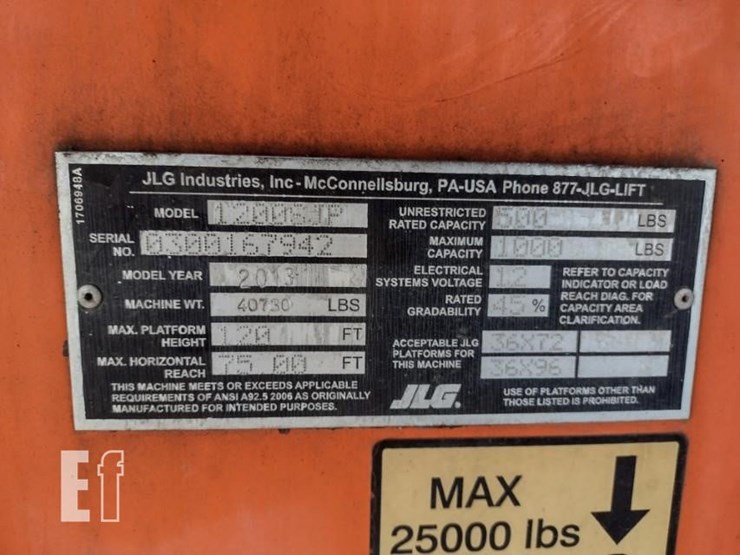 1706948A
JLG Industries, Inc - McConnellsburg, PA-USA Phone 877-JLG-LIFT
MODEL 1200SJP
SERIAL NO. 0300167942
MODEL YEAR 2013
MACHINE WT. 40730 LBS
MAX. PLATFORM HEIGHT 120 FT
MAX. HORIZONTAL REACH 75.00 FT
THIS MACHINE MEETS OR EXCEEDS APPLICABLE
REQUIREMENTS OF ANSI A92.5 2006 AS ORIGINALLY
MANUFACTURED FOR INTENDED PURPOSES.
UNRESTRICTED RATED CAPACITY 500 LBS
MAXIMUM CAPACITY 1000 LBS
ELECTRICAL SYSTEMS VOLTAGE 12
RATED GRADABILITY 45 %
REFER TO CAPACITY
INDICATOR OR LOAD
REACH DIAG. FOR
CAPACITY AREA
CLARIFICATION.
ACCEPTABLE JLG
PLATFORMS FOR
THIS MACHINE
36X72
36X96
JLG.
USE OF PLATFORMS OTHER THAN
THOSE LISTED IS PROHIBITED.
Ef
MAX
25000 lbs